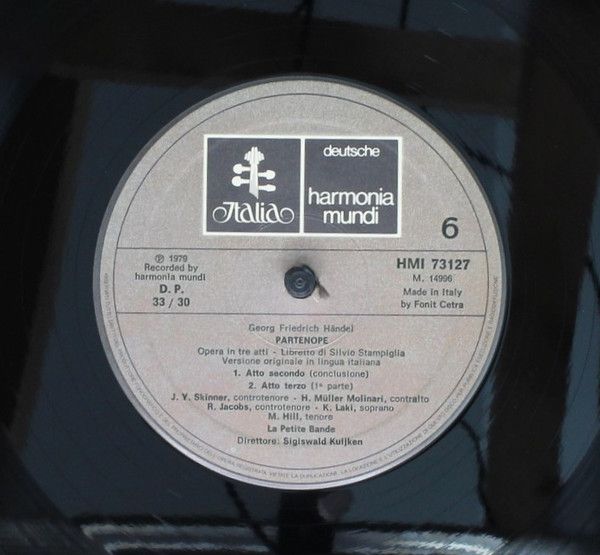 Italia
deutsche
harmonia
mundi
6
℗ 1979
Recorded by
harmonia mundi
D. P.
33 / 30
HMI 73127
M. 14996
Made in Italy
by Fonit Cetra
Georg Friedrich Händel
PARTENOPE
Opera in tre atti - Libretto di Silvio Stampiglia
Versione originale in lingua italiana
1. Atto secondo (conclusione)
2. Atto terzo (1ª parte)
J. Y. Skinner, controtenore - H. Müller Molinari, contralto
R. Jacobs, controtenore - K. Laki, soprano
M. Hill, tenore
La Petite Bande
Direttore: Sigiswald Kuijken